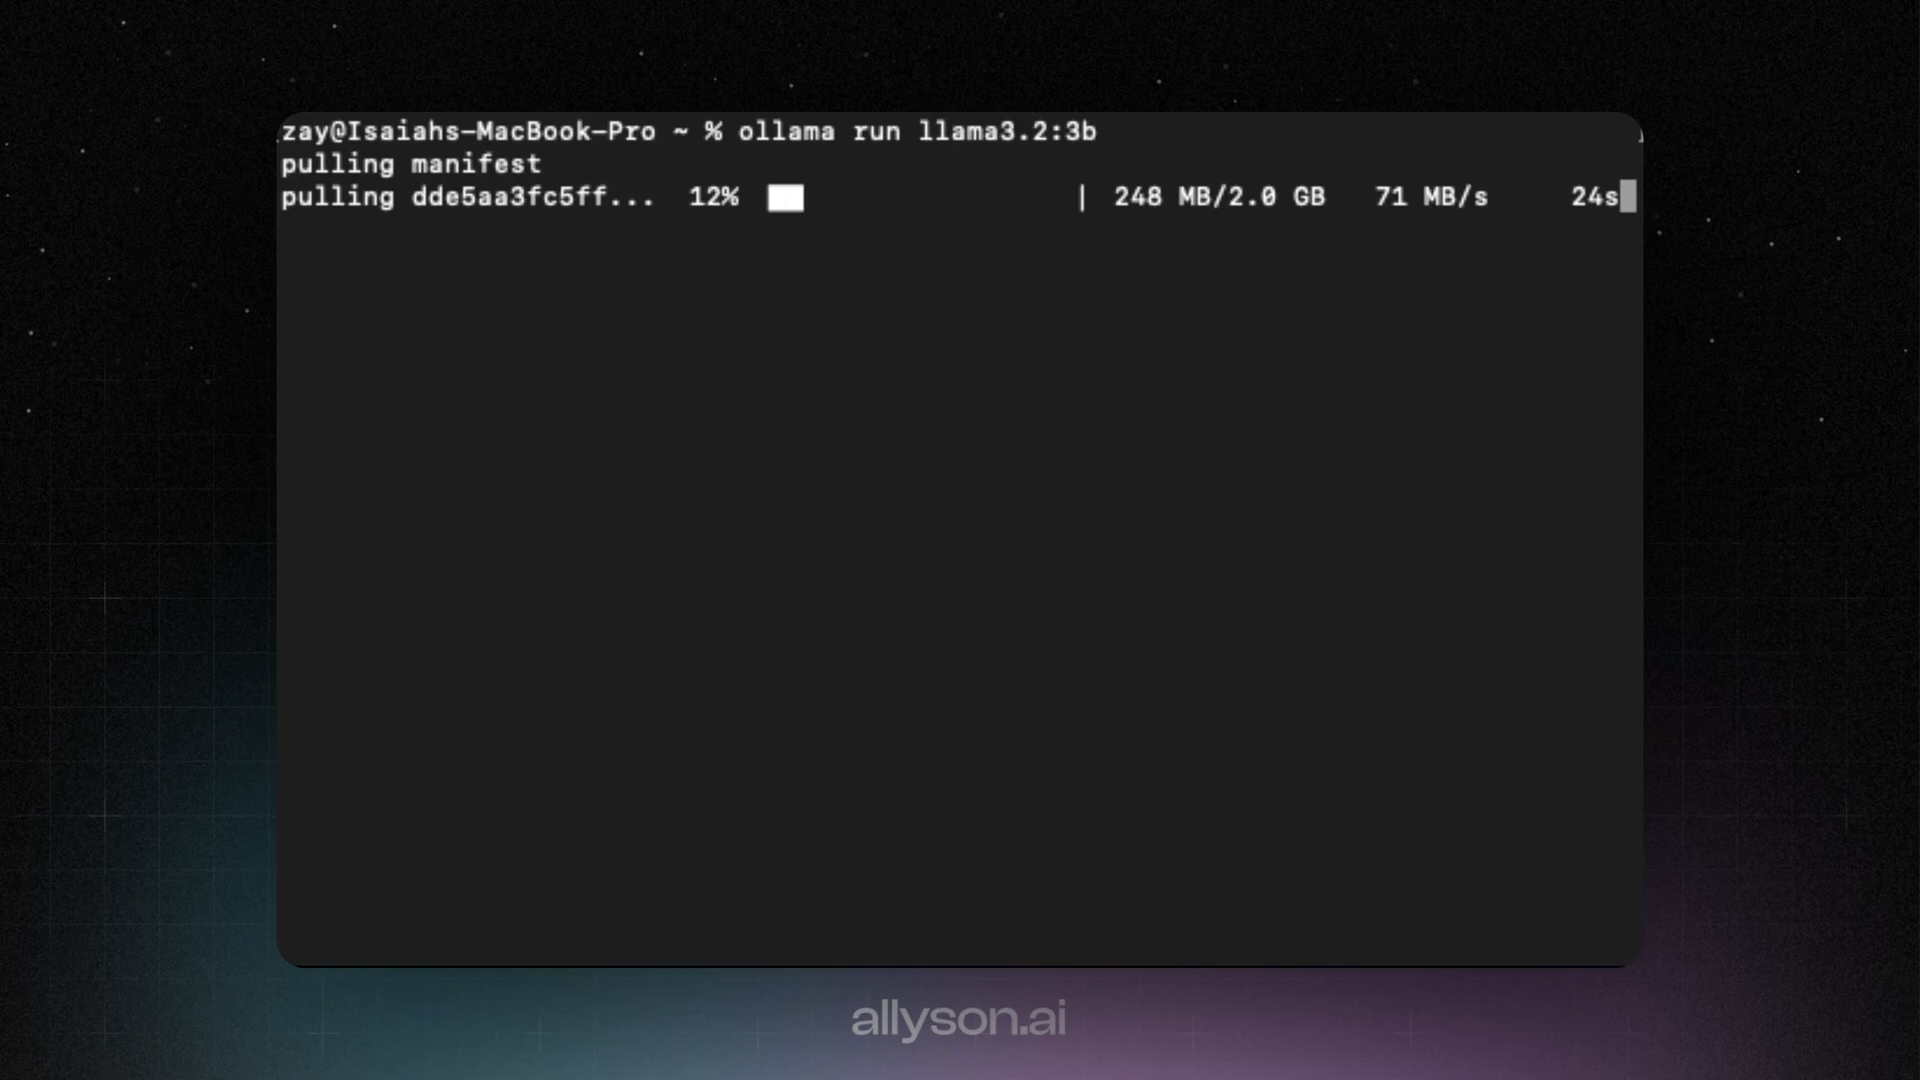 zay@Isaiahs-MacBook-Pro ~ % ollama run llama3.2:3b
pulling manifest
pulling dde5aa3fc5ff... 12% | 248 MB/2.0 GB 71 MB/s 24s
allyson.ai